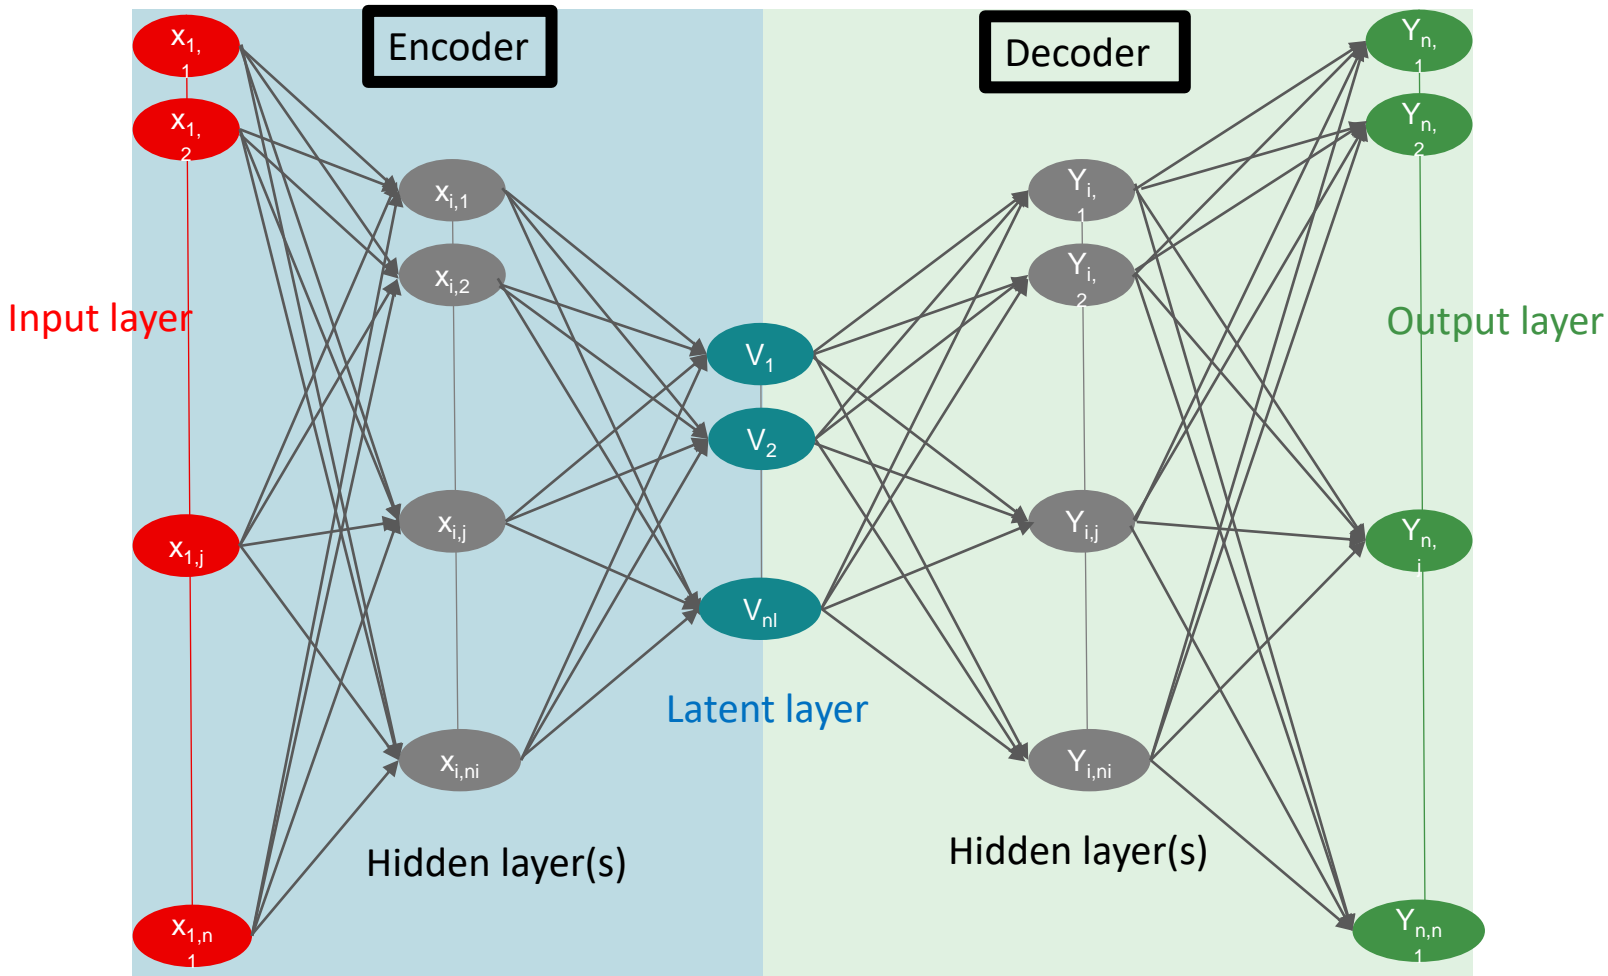 Encoder
Decoder
x1,
1
x1,
2
x1,j
x1,n
1
Input layer
xi,1
xi,2
xi,j
xi,ni
Hidden layer(s)
V1
V2
Vnl
Latent layer
Yi,
1
Yi,
2
Yi,j
Yi,ni
Hidden layer(s)
Yn,
1
Yn,
2
Yn,
j
Yn,n
1
Output layer